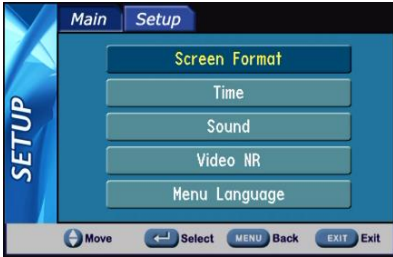 Main Setup
SETUP
Screen Format
Time
Sound
Video NR
Menu Language
Move Select MENU Back EXIT Exit